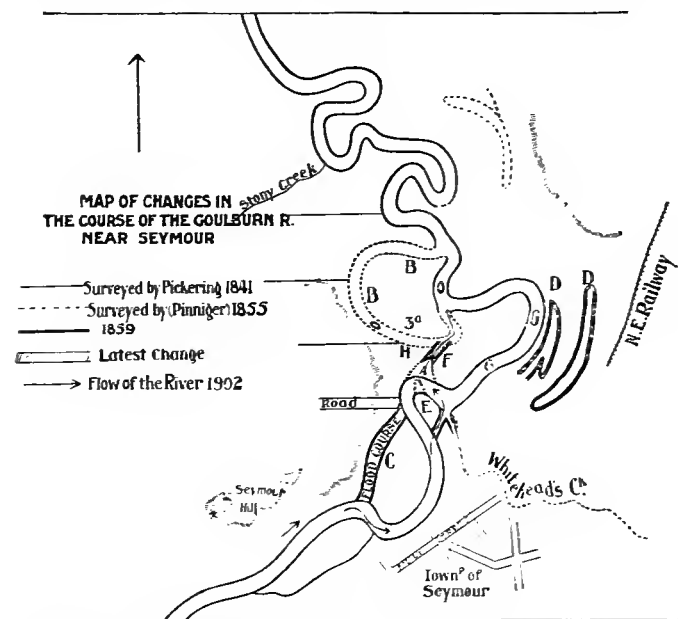 Stony Creek
MAP OF CHANGES IN
THE COURSE OF THE GOULBURN R.
NEAR SEYMOUR
Surveyed by Pickering 1841
Surveyed by (Pinniger) 1855
1859
Latest Change
Flow of the River 1902
B
B
B
O
3a
H
F
G
G
D
D
N.E. Railway
Road
E
C
FLOOD COURSE
Seymour
Hill
Whitehead's Ck.
Townp of
Seymour